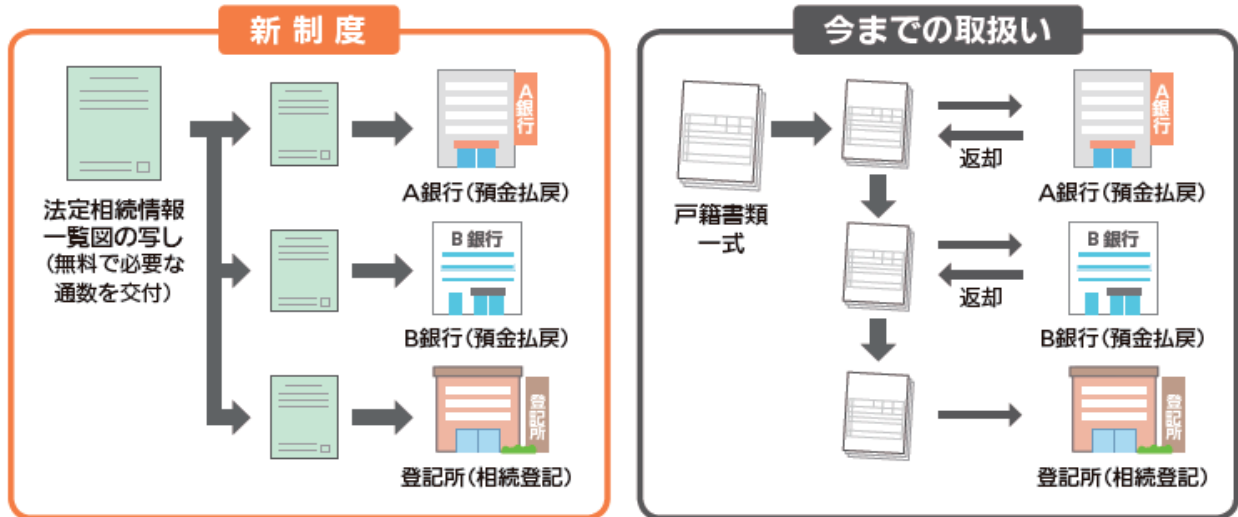 新制度
A銀行
A銀行(預金払戻)
法定相続情報
一覧図の写し
(無料で必要な
通数を交付)
B 銀行
B銀行(預金払戻)
登記所
登記所(相続登記)
今までの取扱い
戸籍書類
一式
返却
A銀行
A銀行(預金払戻)
返却
B 銀行
B銀行(預金払戻)
登記所
登記所(相続登記)